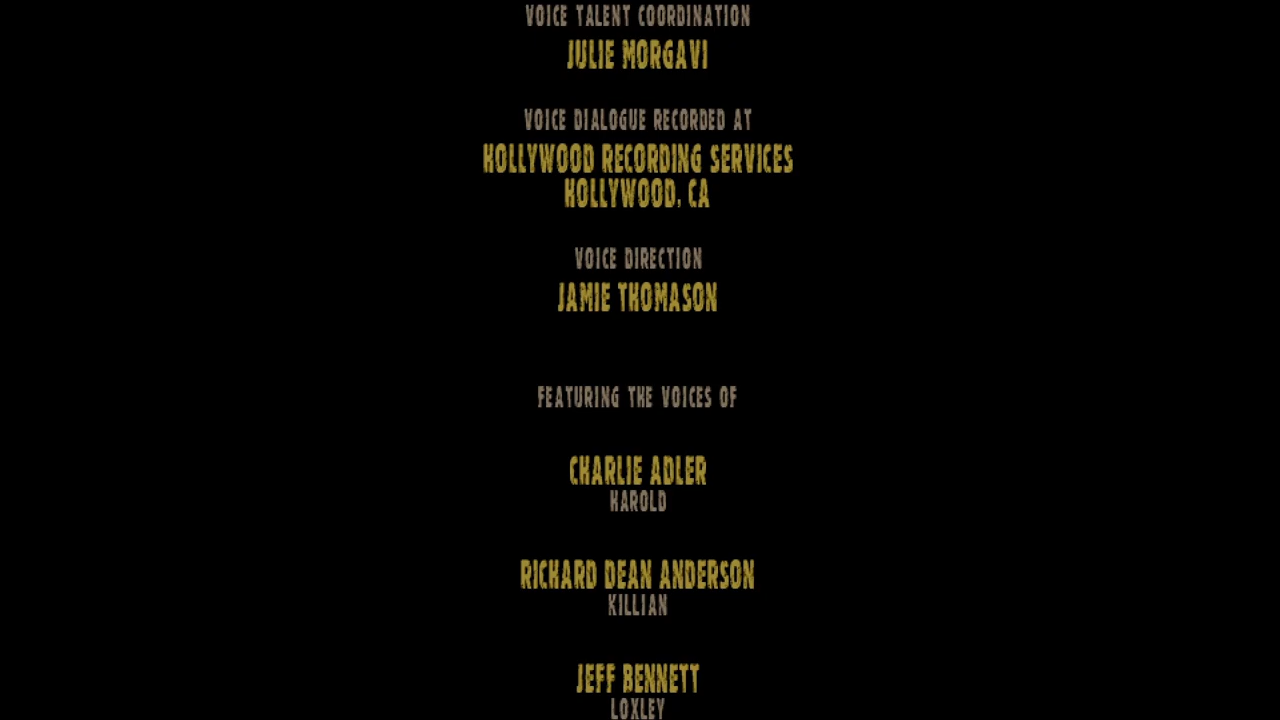 VOICE TALENT COORDINATION
JULIE MORGAVI
VOICE DIALOGUE RECORDED AT
HOLLYWOOD RECORDING SERVICES
HOLLYWOOD, CA
VOICE DIRECTION
JAMIE THOMASON
FEATURING THE VOICES OF
CHARLIE ADLER
HAROLD
RICHARD DEAN ANDERSON
KILLIAN
JEFF BENNETT
LOXLEY